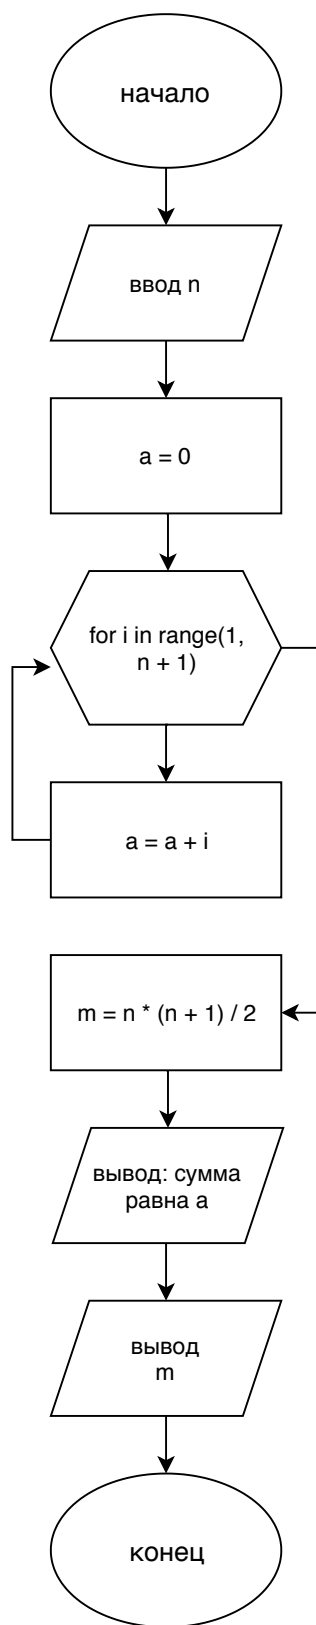 начало
ввод n
a = 0
for i in range(1,
n + 1)
a = a + i
m = n * (n + 1) / 2
вывод: сумма
равна a
вывод
m
конец